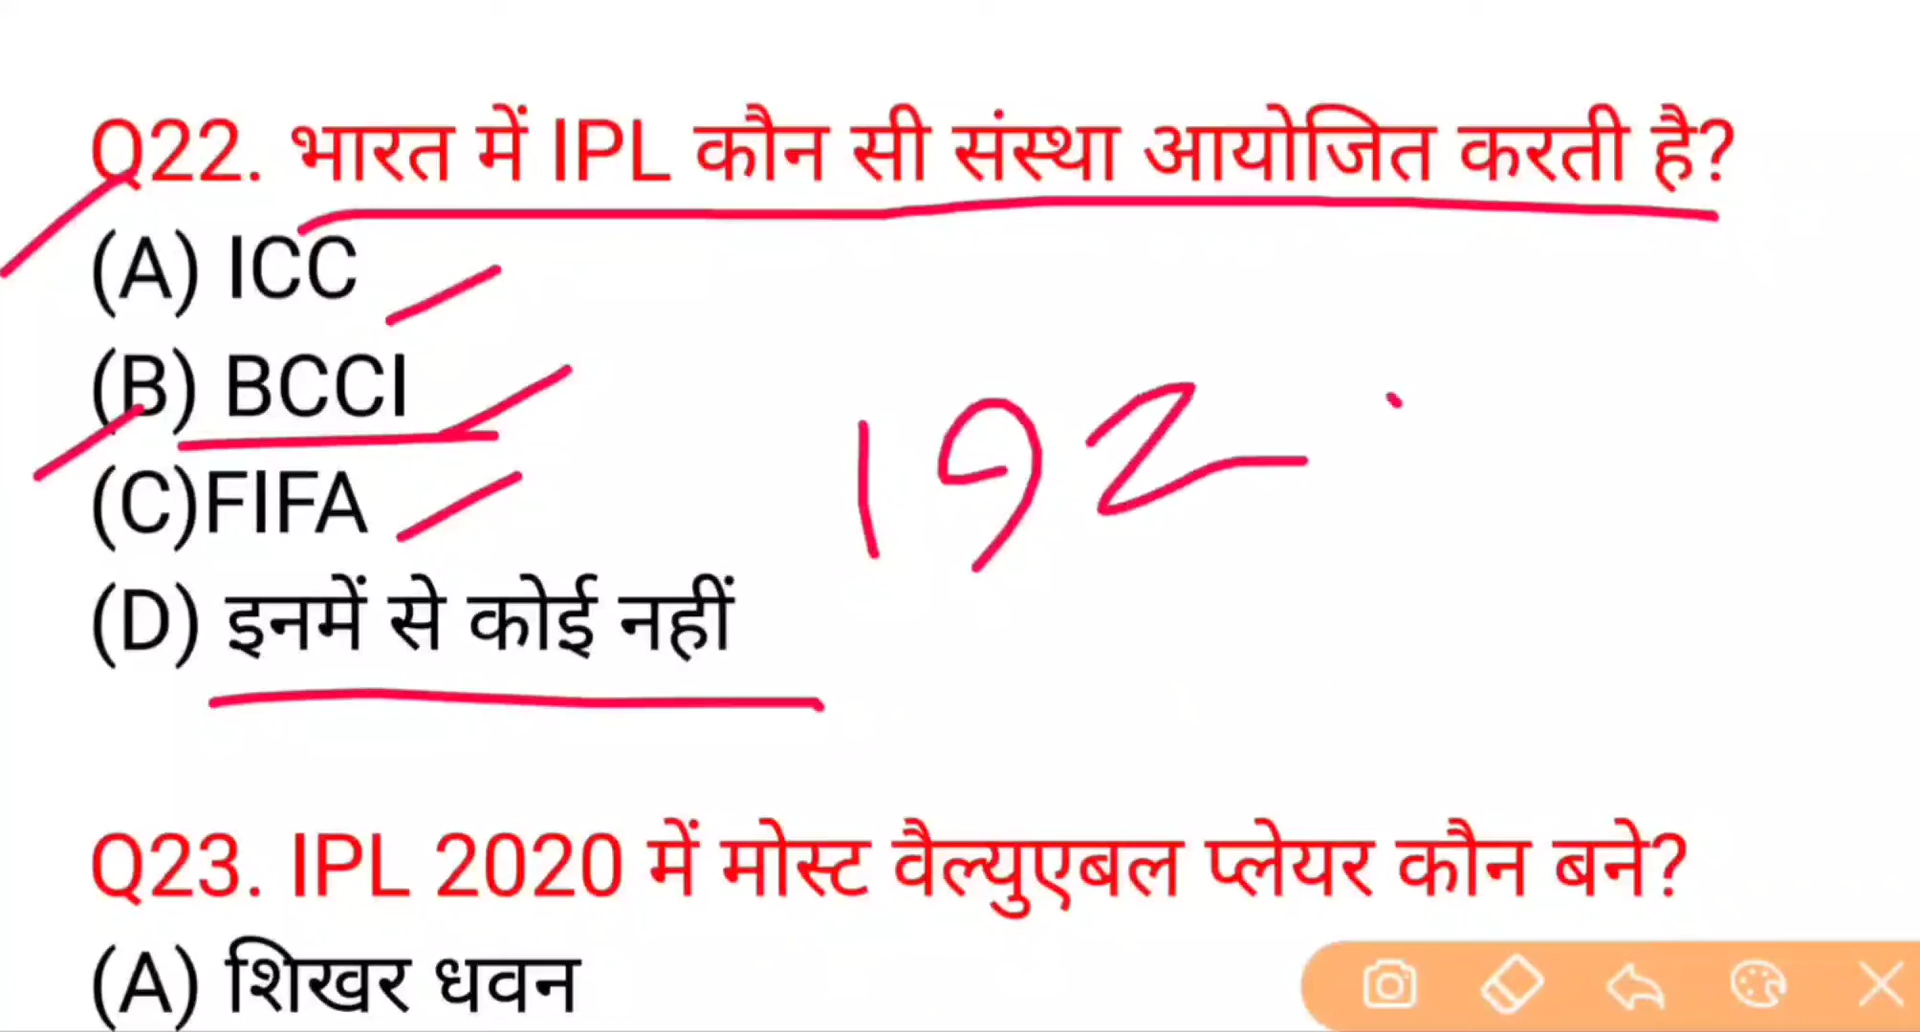 Q22. भारत में IPL कौन सी संस्था आयोजित करती है?
(A) ICC
(B) BCCI
192
(C)FIFA
(D) इनमें से कोई नहीं
Q23. IPL 2020 में मोस्ट वैल्युएबल प्लेयर कौन बने?
(A) शिखर धवन